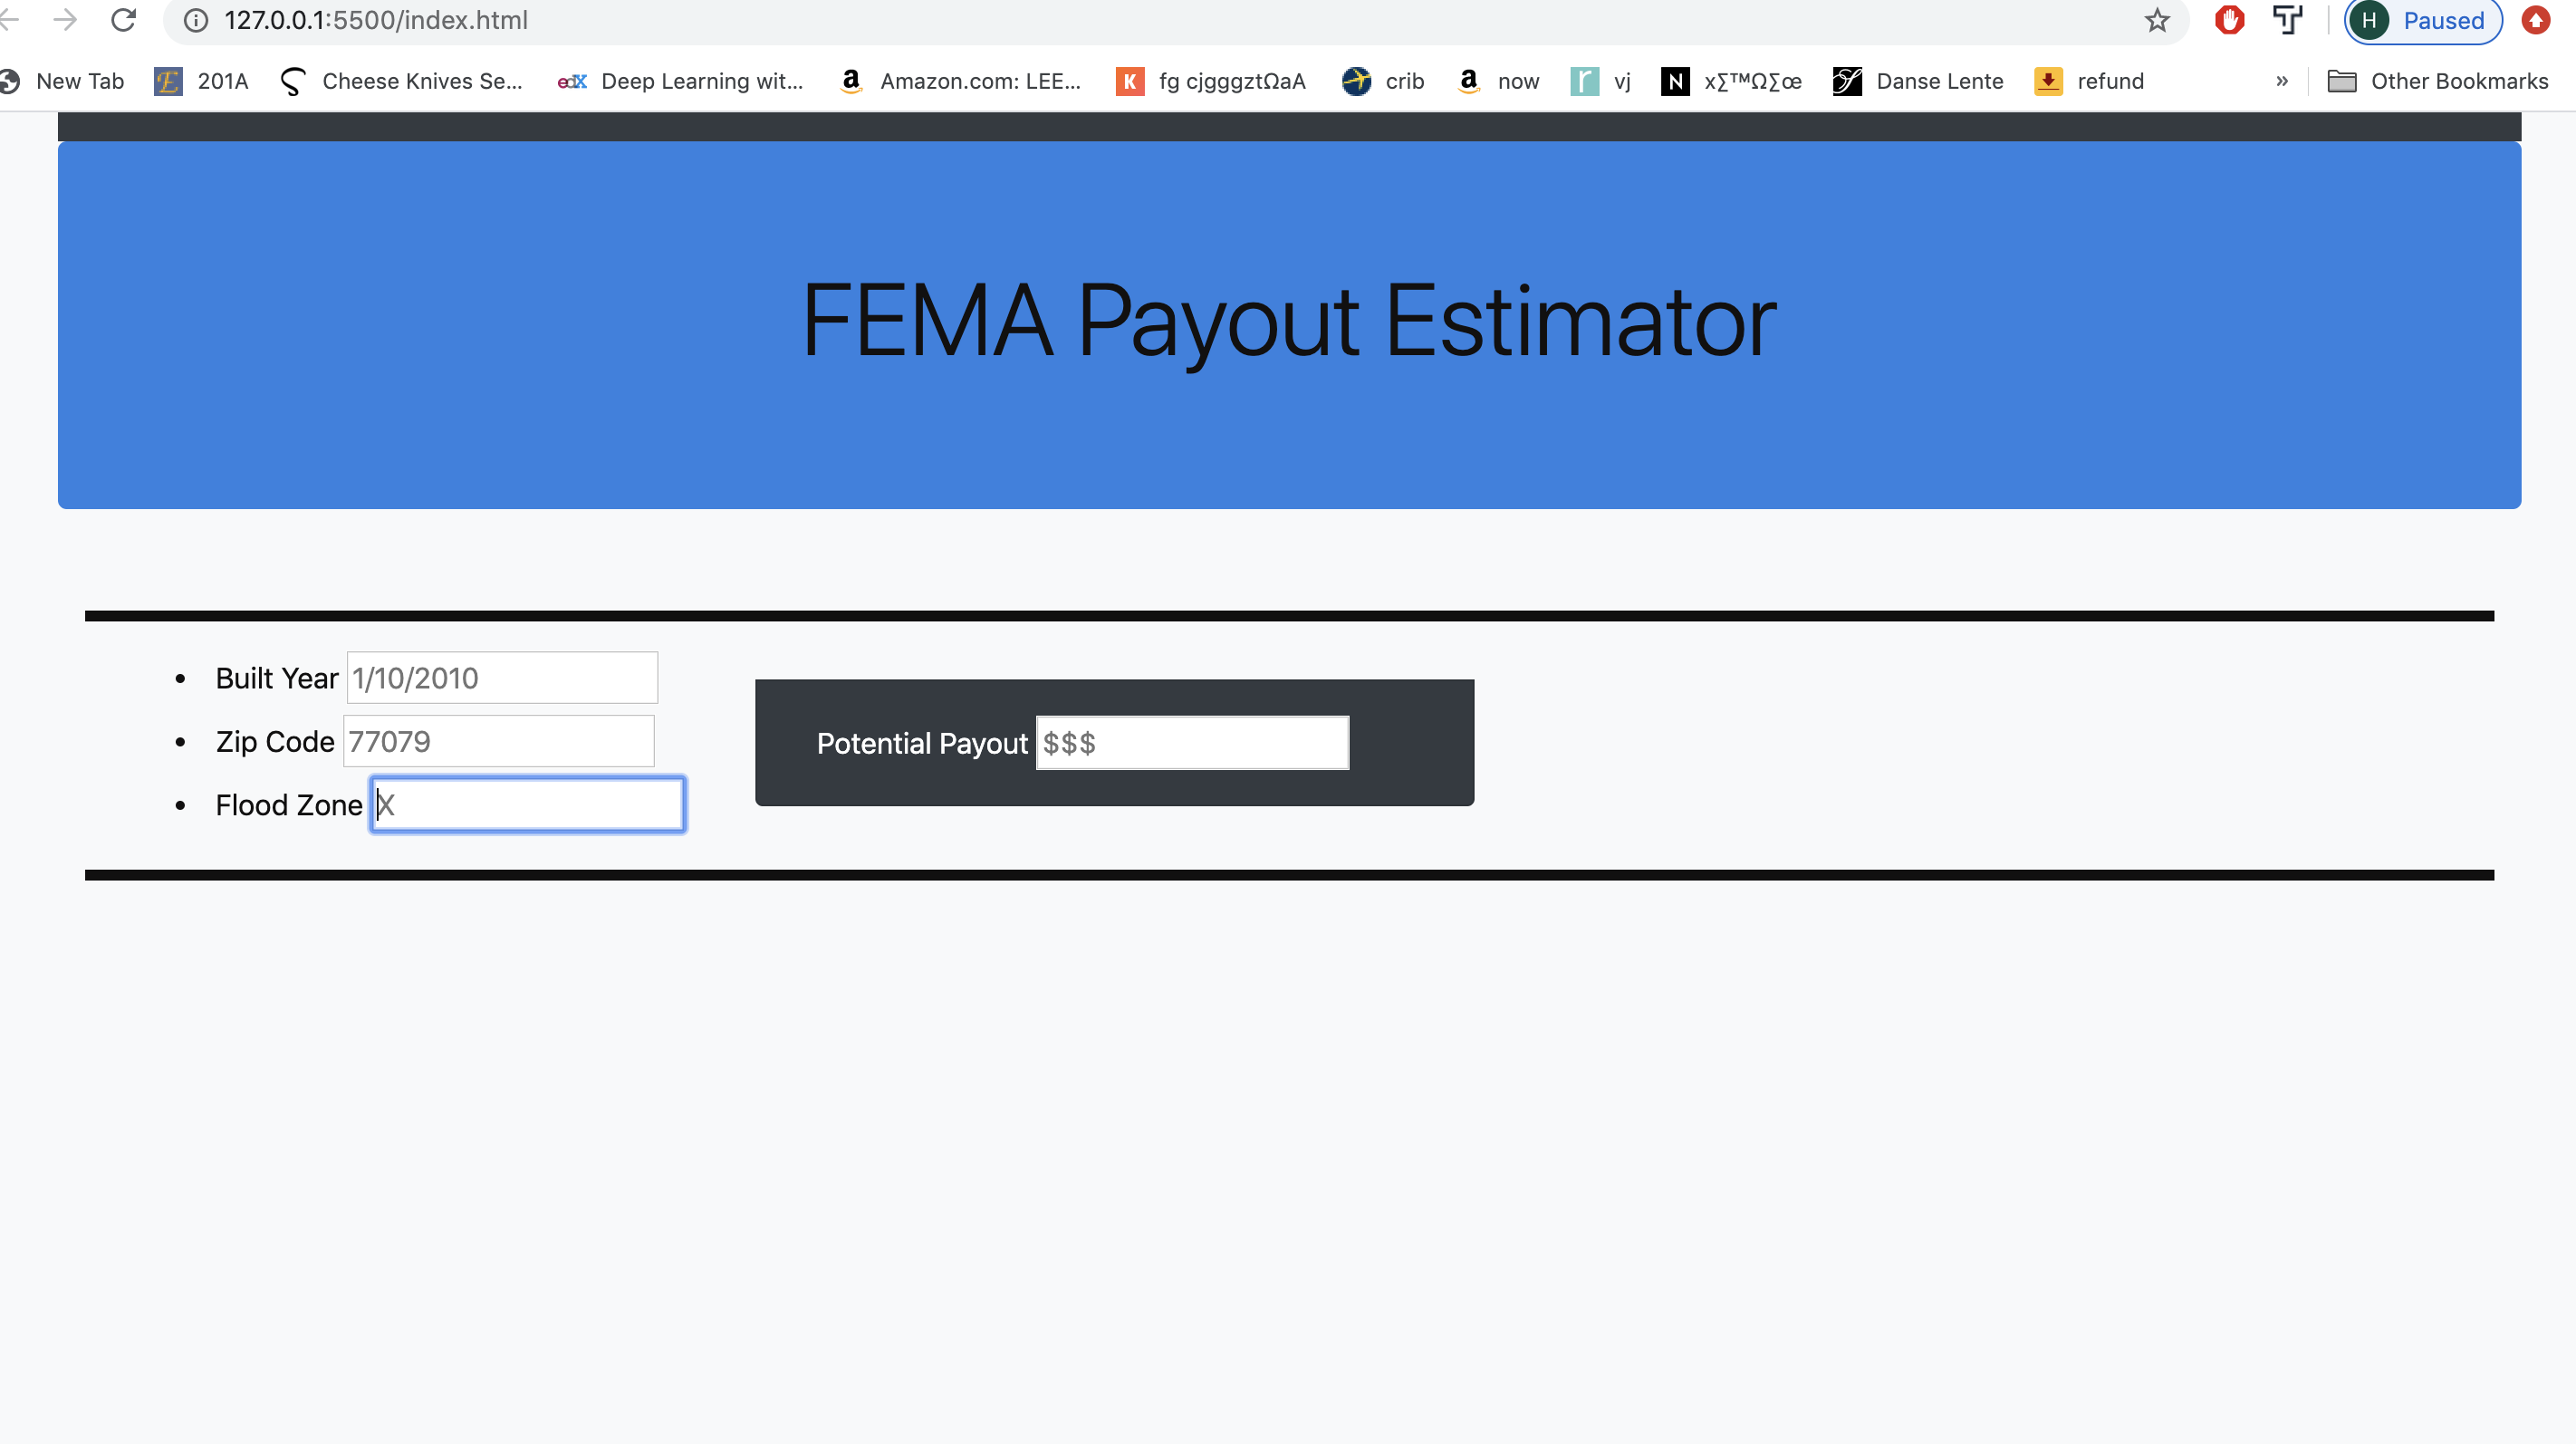 127.0.0.1:5500/index.html
H Paused
New Tab 201A Cheese Knives Se... edX Deep Learning wit... a Amazon.com: LEE... K fg cjgggztΩaA crib a now r vj N x∑™Ω∑œ Danse Lente refund » Other Bookmarks
FEMA Payout Estimator
• Built Year 1/10/2010
• Zip Code 77079
• Flood Zone X
Potential Payout $$$